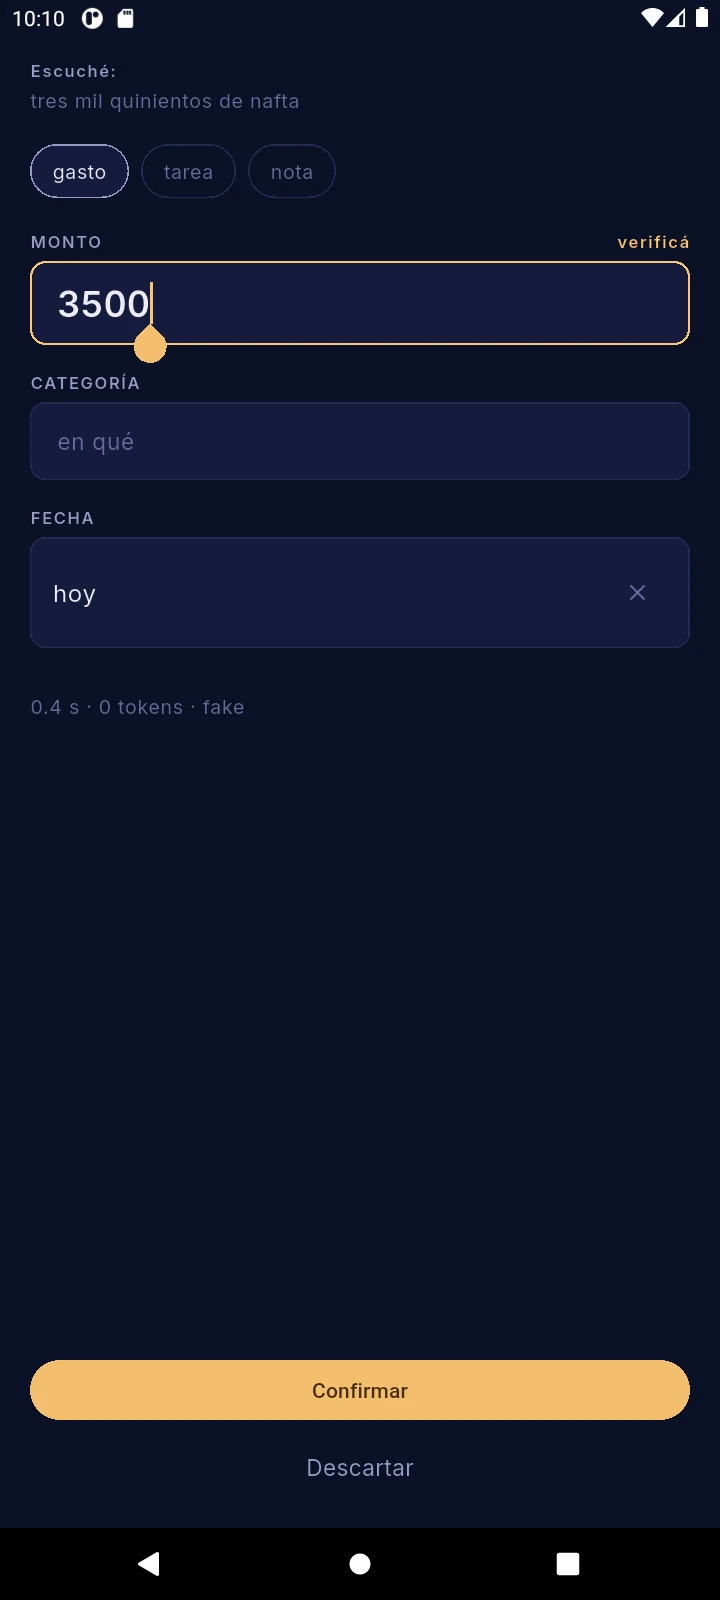 10:10
Escuché:
tres mil quinientos de nafta
gasto tarea nota
MONTO verificá
3500
CATEGORÍA
en qué
FECHA
hoy
0.4 s · 0 tokens · fake
Confirmar
Descartar